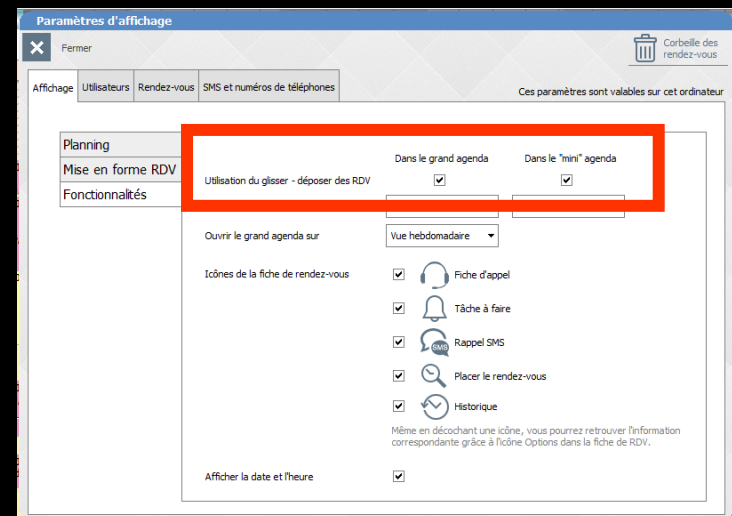 Paramètres d'affichage
Fermer
Corbeille des
rendez-vous
Affichage
Utilisateurs
Rendez-vous
SMS et numéros de téléphones
Ces paramètres sont valables sur cet ordinateur
Planning
Mise en forme RDV
Fonctionnalités
Dans le grand agenda
Dans le "mini" agenda
Utilisation du glisser - déposer des RDV
Ouvrir le grand agenda sur
Vue hebdomadaire
Icônes de la fiche de rendez-vous
Fiche d'appel
Tâche à faire
SMS
Rappel SMS
Placer le rendez-vous
Historique
Même en décochant une icône, vous pourrez retrouver l'information
correspondante grâce à l'icône Options dans la fiche de RDV.
Afficher la date et l'heure